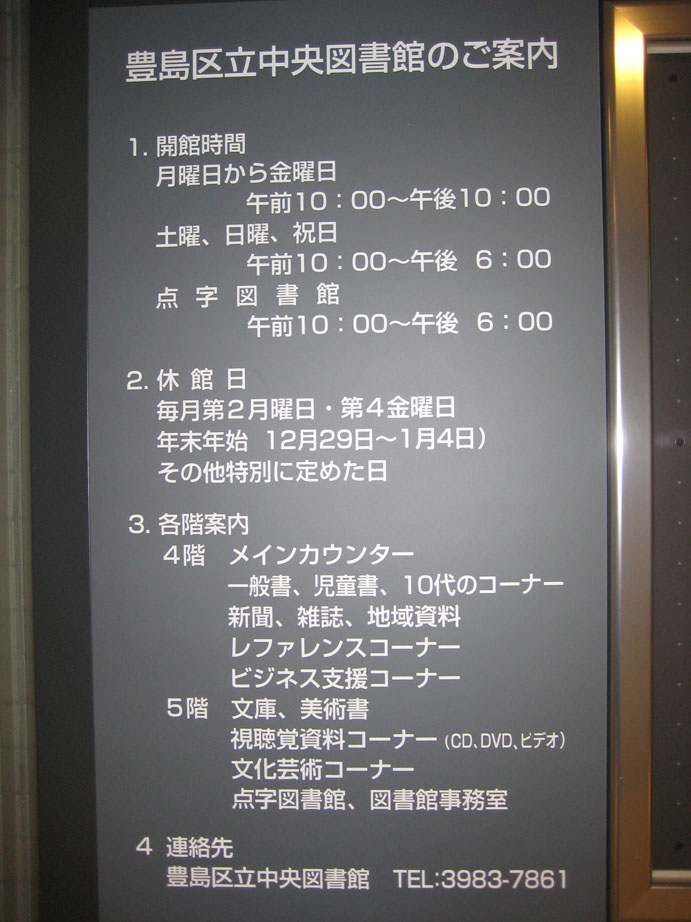 豊島区立中央図書館のご案内
1. 開館時間
月曜日から金曜日
午前10：00～午後10：00
土曜、日曜、祝日
午前10：00～午後 6：00
点 字 図 書 館
午前10：00～午後 6：00
2. 休 館 日
毎月第２月曜日・第４金曜日
年末年始 12月29日～1月4日）
その他特別に定めた日
3. 各階案内
４階 メインカウンター
一般書、児童書、10代のコーナー
新聞、雑誌、地域資料
レファレンスコーナー
ビジネス支援コーナー
５階 文庫、美術書
視聴覚資料コーナー（CD、DVD、ビデオ）
文化芸術コーナー
点字図書館、図書館事務室
４ 連絡先
豊島区立中央図書館 TEL:3983-7861